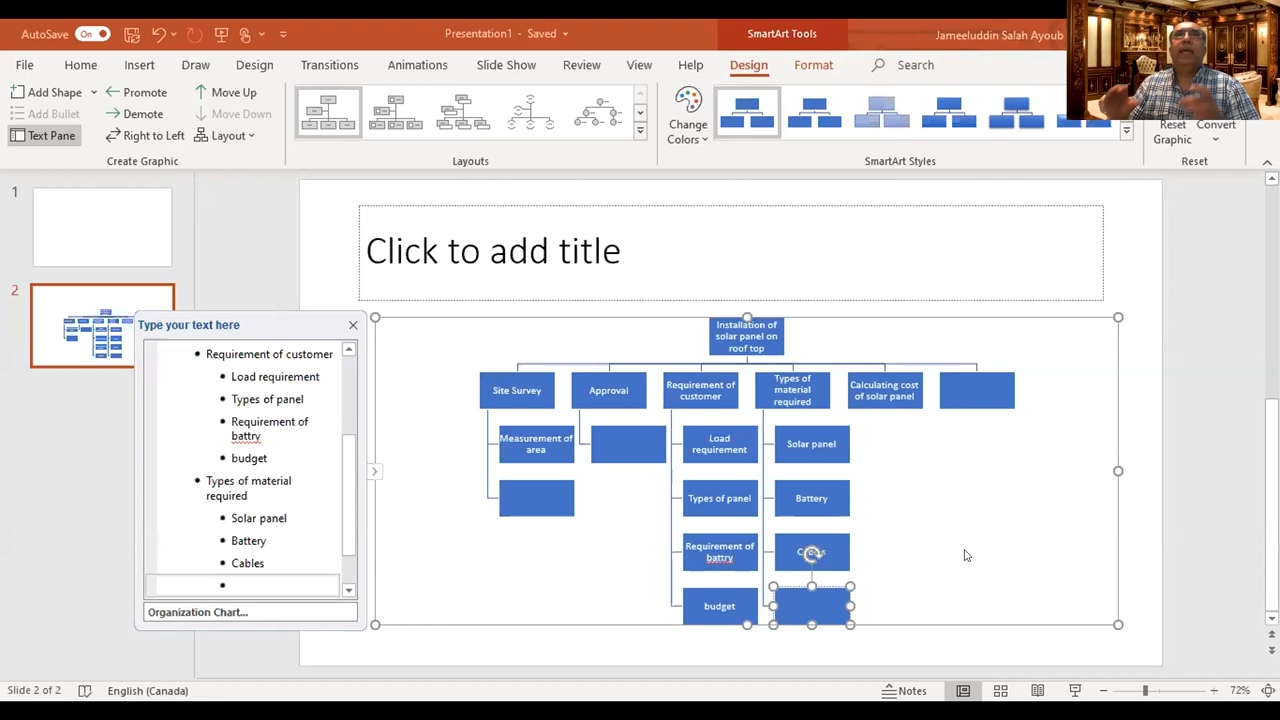 AutoSave On
Presentation1 - Saved
SmartArt Tools
Jameeluddin Salah Ayoub
File Home Insert Draw Design Transitions Animations Slide Show Review View Help Design Format Search
Add Shape
Promote
Move Up
Add Bullet
Demote
Move Down
Text Pane
Right to Left
Layout
Create Graphic
Layouts
Change
Colors
SmartArt Styles
Reset
Graphic
Convert
Reset
1
2
Type your text here
Requirement of customer
Load requirement
Types of panel
Requirement of
battry
budget
Types of material
required
Solar panel
Battery
Cables
Organization Chart...
Click to add title
Installation of
solar panel on
roof top
Site Survey
Approval
Requirement of
customer
Types of
material
required
Calculating cost
of solar panel
Measurement of
area
Load
requirement
Solar panel
Types of panel
Battery
Requirement of
battry
budget
Slide 2 of 2
English (Canada)
Notes
72%